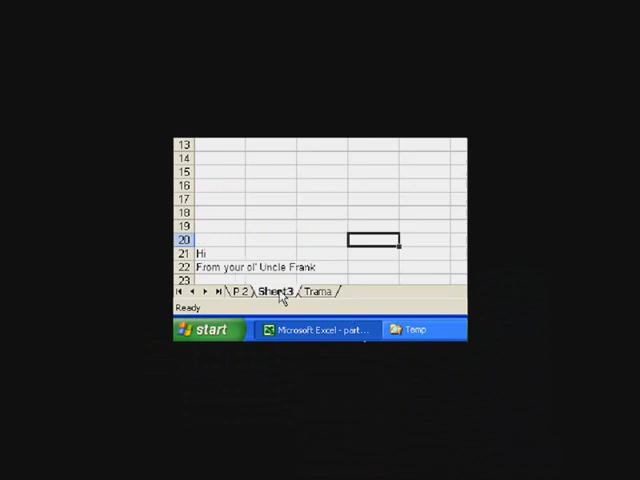 13
14
15
16
17
18
19
20
21 Hi
22 From your ol' Uncle Frank
23
P 2 Sheet3 Trama
Ready
start Microsoft Excel - part... Temp